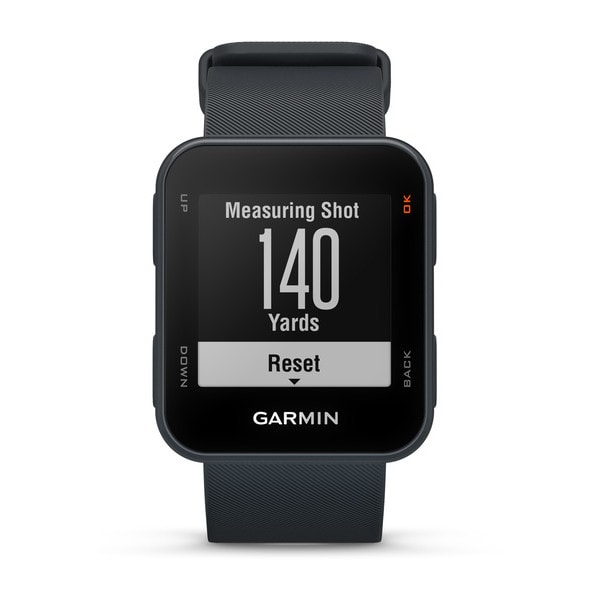 UP
OK
Measuring Shot
140
Yards
Reset
DOWN
BACK
GARMIN